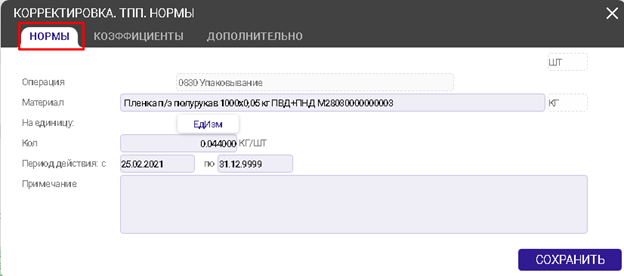 КОРРЕКТИРОВКА. ТПП. НОРМЫ
НОРМЫ КОЭФФИЦИЕНТЫ ДОПОЛНИТЕЛЬНО
ШТ
Операция 0830 Упаковывание
Материал Пленка п/э полурукав 1000х0,05 кг ПВД+ПНД М28080000000003 КГ
На единицу: ЕдИзм
Кол 0.044000 КГ/ШТ
Период действия: с 25.02.2021 по 31.12.9999
Примечание
СОХРАНИТЬ